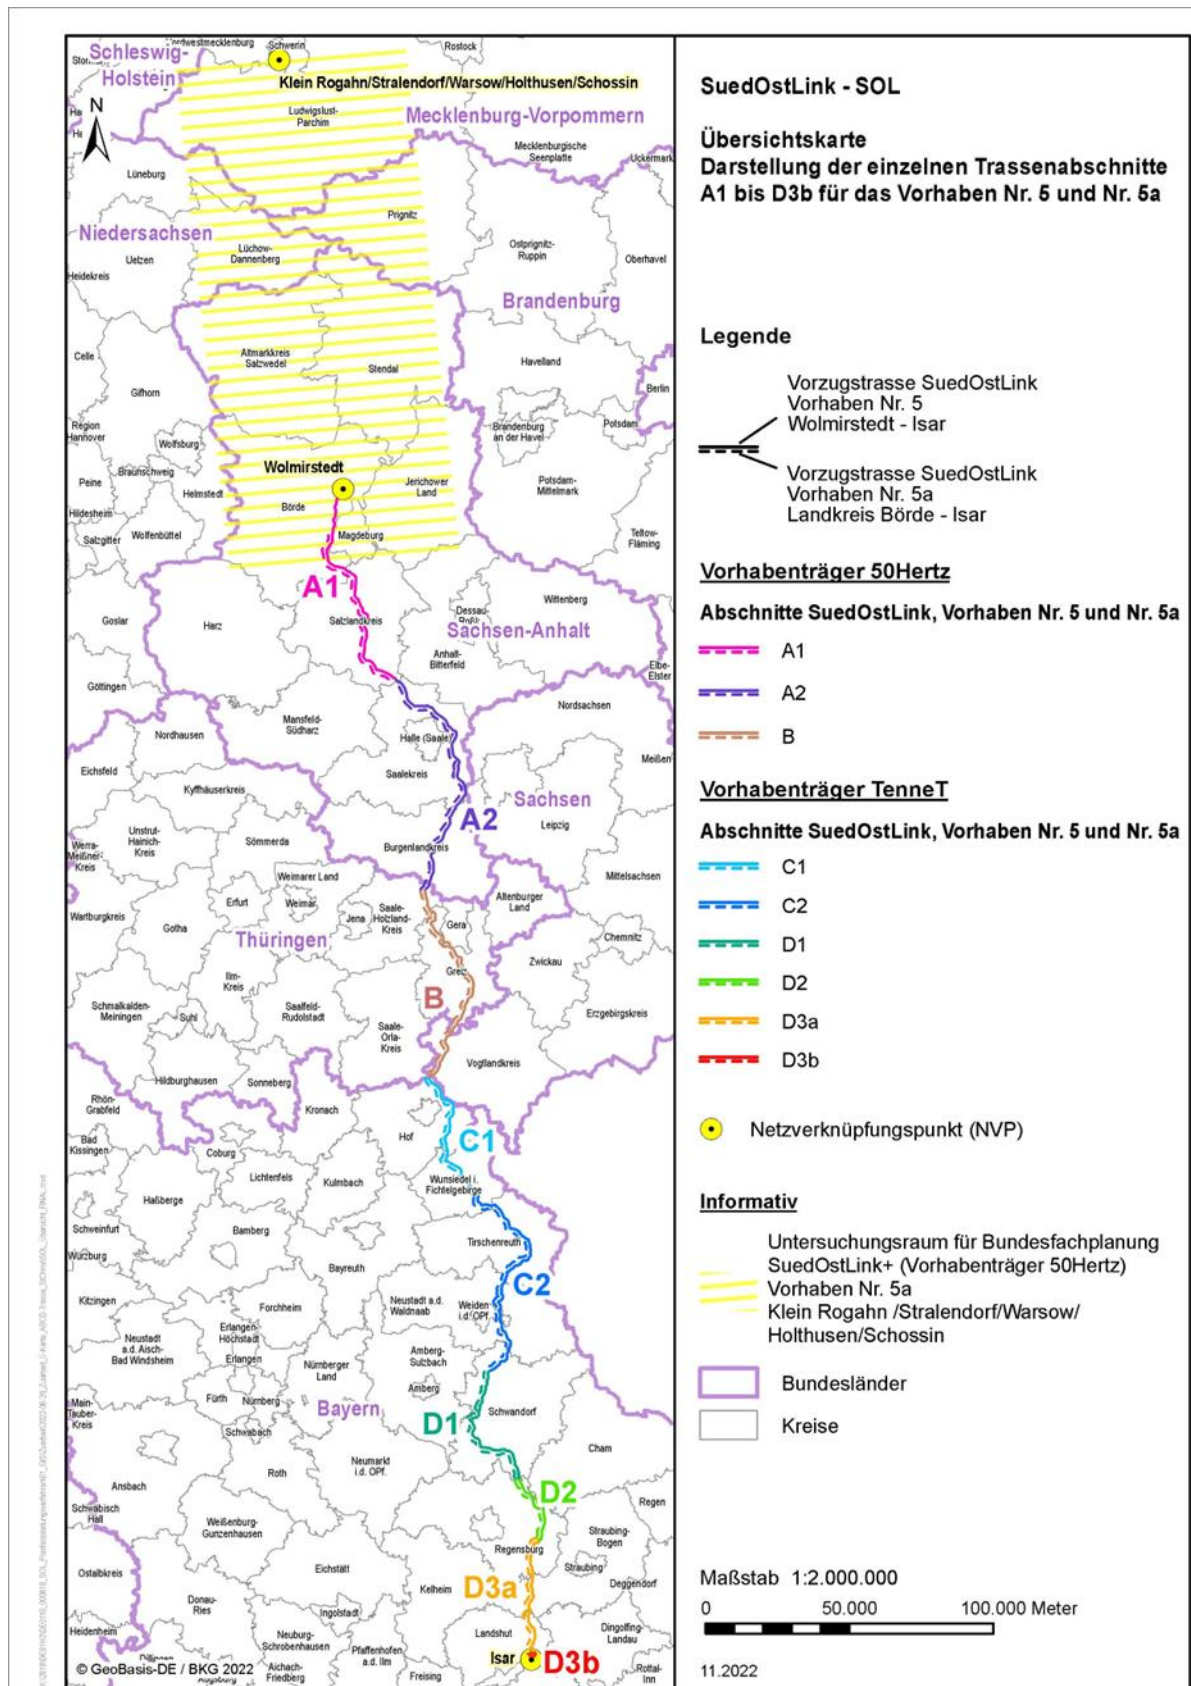 Schleswig-
Holstein
Nordwestmecklenburg
Schwerin
Rostock
Klein Rogahn/Stralendorf/Warsow/Holthusen/Schossin
N
Ludwigslust-
Parchim
Mecklenburg-Vorpommern
Mecklenburgische
Seenplatte
Uckermark
Lüneburg
Prignitz
Niedersachsen
Uelzen
Lüchow-
Dannenberg
Ostprignitz-
Ruppin
Oberhavel
Heidekreis
Brandenburg
Celle
Altmarkkreis
Salzwedel
Stendal
Havelland
Berlin
Gifhorn
Region
Hannover
Wolfsburg
Brandenburg
an der Havel
Potsdam
Braunschweig
Wolmirstedt
Peine
Helmstedt
Jerichower
Land
Potsdam-
Mittelmark
Börde
Hildesheim
Salzgitter
Wolfenbüttel
Magdeburg
Teltow-
Fläming
A1
Wittenberg
Dessau-
Goslar
Harz
Salzlandkreis
Sachsen-Anhalt
Anhalt-
Bitterfeld
Elbe-
Elster
Göttingen
Nordsachsen
Mansfeld-
Südharz
Nordhausen
Halle (Saale)
Meißen
Eichsfeld
Saalekreis
Kyffhäuserkreis
Sachsen
A2
Leipzig
Unstrut-
Hainich-
Kreis
Sömmerda
Burgenlandkreis
Werra-
Meißner-
Kreis
Mittelsachsen
Weimarer Land
Altenburger
Land
Erfurt
Weimar
Wartburgkreis
Gotha
Jena
Saale-
Holzland-
Kreis
Gera
Thüringen
Chemnitz
Zwickau
Greiz
Ilm-
Kreis
B
Schmalkalden-
Meiningen
Suhl
Saalfeld-
Rudolstadt
Erzgebirgskreis
Saale-
Orla-
Kreis
Vogtlandkreis
Hildburghausen
Sonneberg
Rhön-
Grabfeld
Kronach
Hof
C1
Bad
Kissingen
Coburg
Lichtenfels
Kulmbach
Wunsiedel i.
Fichtelgebirge
Haßberge
Schweinfurt
Bamberg
Tirschenreuth
Würzburg
Bayreuth
C2
Kitzingen
Forchheim
Neustadt a.d.
Waldnaab
Weiden
i.d.OPf.
Erlangen-
Höchstadt
Neustadt
a.d. Aisch-
Bad Windsheim
Erlangen
Nürnberger
Land
Amberg-
Sulzbach
Amberg
Fürth
Nürnberg
Main-
Tauber-
Kreis
Bayern
Schwandorf
D1
Schwabach
Cham
Neumarkt
i.d. OPf.
Roth
Ansbach
D2
Schwäbisch
Hall
Regen
Weißenburg-
Gunzenhausen
Straubing-
Bogen
Regensburg
Straubing
Ostalbkreis
Eichstätt
D3a
Kelheim
Deggendorf
Donau-
Ries
Ingolstadt
Heidenheim
Neuburg-
Schrobenhausen
Landshut
Dingolfing-
Landau
Pfaffenhofen
a.d. Ilm
Isar
D3b
© GeoBasis-DE / BKG 2022
Aichach-
Friedberg
Freising
Rottal-
Inn
SuedOstLink - SOL
Übersichtskarte
Darstellung der einzelnen Trassenabschnitte
A1 bis D3b für das Vorhaben Nr. 5 und Nr. 5a
Legende
Vorzugstrasse SuedOstLink
Vorhaben Nr. 5
Wolmirstedt - Isar
Vorzugstrasse SuedOstLink
Vorhaben Nr. 5a
Landkreis Börde - Isar
Vorhabenträger 50Hertz
Abschnitte SuedOstLink, Vorhaben Nr. 5 und Nr. 5a
A1
A2
B
Vorhabenträger TenneT
Abschnitte SuedOstLink, Vorhaben Nr. 5 und Nr. 5a
C1
C2
D1
D2
D3a
D3b
Netzverknüpfungspunkt (NVP)
Informativ
Untersuchungsraum für Bundesfachplanung
SuedOstLink+ (Vorhabenträger 50Hertz)
Vorhaben Nr. 5a
Klein Rogahn /Stralendorf/Warsow/
Holthusen/Schossin
Bundesländer
Kreise
Maßstab 1:2.000.000
0 50.000 100.000 Meter
11.2022